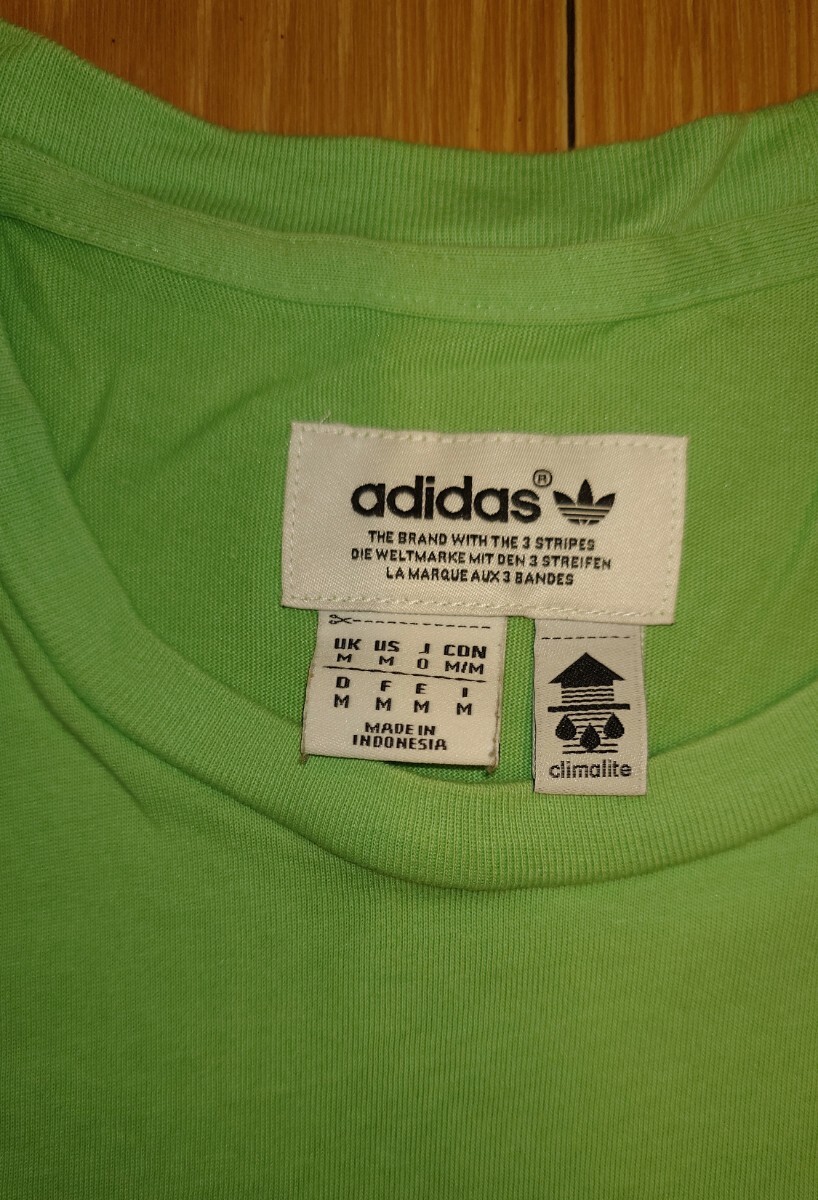 adidas®
THE BRAND WITH THE 3 STRIPES
DIE WELTMARKE MIT DEN 3 STREIFEN
LA MARQUE AUX 3 BANDES
UK US J CDN
M M O M/M
D F E I
M M M M
MADE IN
INDONESIA
climalite